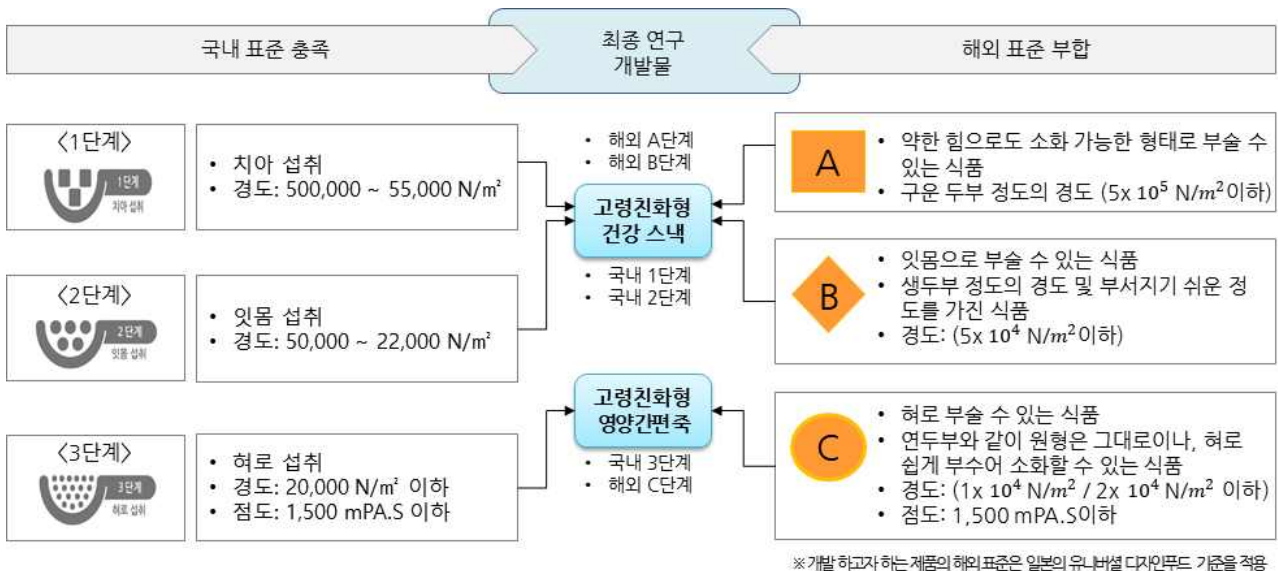 국내 표준 충족
최종 연구
개발물
해외 표준 부합
<1단계>
1단계
치아 섭취
• 치아 섭취
• 경도: 500,000 ~ 55,000 N/㎡
<2단계>
2단계
잇몸 섭취
• 잇몸 섭취
• 경도: 50,000 ~ 22,000 N/㎡
<3단계>
3단계
혀로 섭취
• 혀로 섭취
• 경도: 20,000 N/㎡ 이하
• 점도: 1,500 mPA.S 이하
• 해외 A단계
• 해외 B단계
고령친화형
건강 스낵
• 국내 1단계
• 국내 2단계
고령친화형
영양간편죽
• 국내 3단계
• 해외 C단계
A
• 약한 힘으로도 소화 가능한 형태로 부술 수
있는 식품
• 구운 두부 정도의 경도 (5x 10⁵ N/m²이하)
B
• 잇몸으로 부술 수 있는 식품
• 생두부 정도의 경도 및 부서지기 쉬운 정
도를 가진 식품
• 경도: (5x 10⁴ N/m²이하)
C
• 혀로 부술 수 있는 식품
• 연두부와 같이 원형은 그대로이나, 혀로
쉽게 부수어 소화할 수 있는 식품
• 경도: (1x 10⁴ N/m² / 2x 10⁴ N/m² 이하)
• 점도: 1,500 mPA.S이하
※ 개발 하고자 하는 제품의 해외 표준은 일본의 유니버셜 디자인푸드 기준을 적용